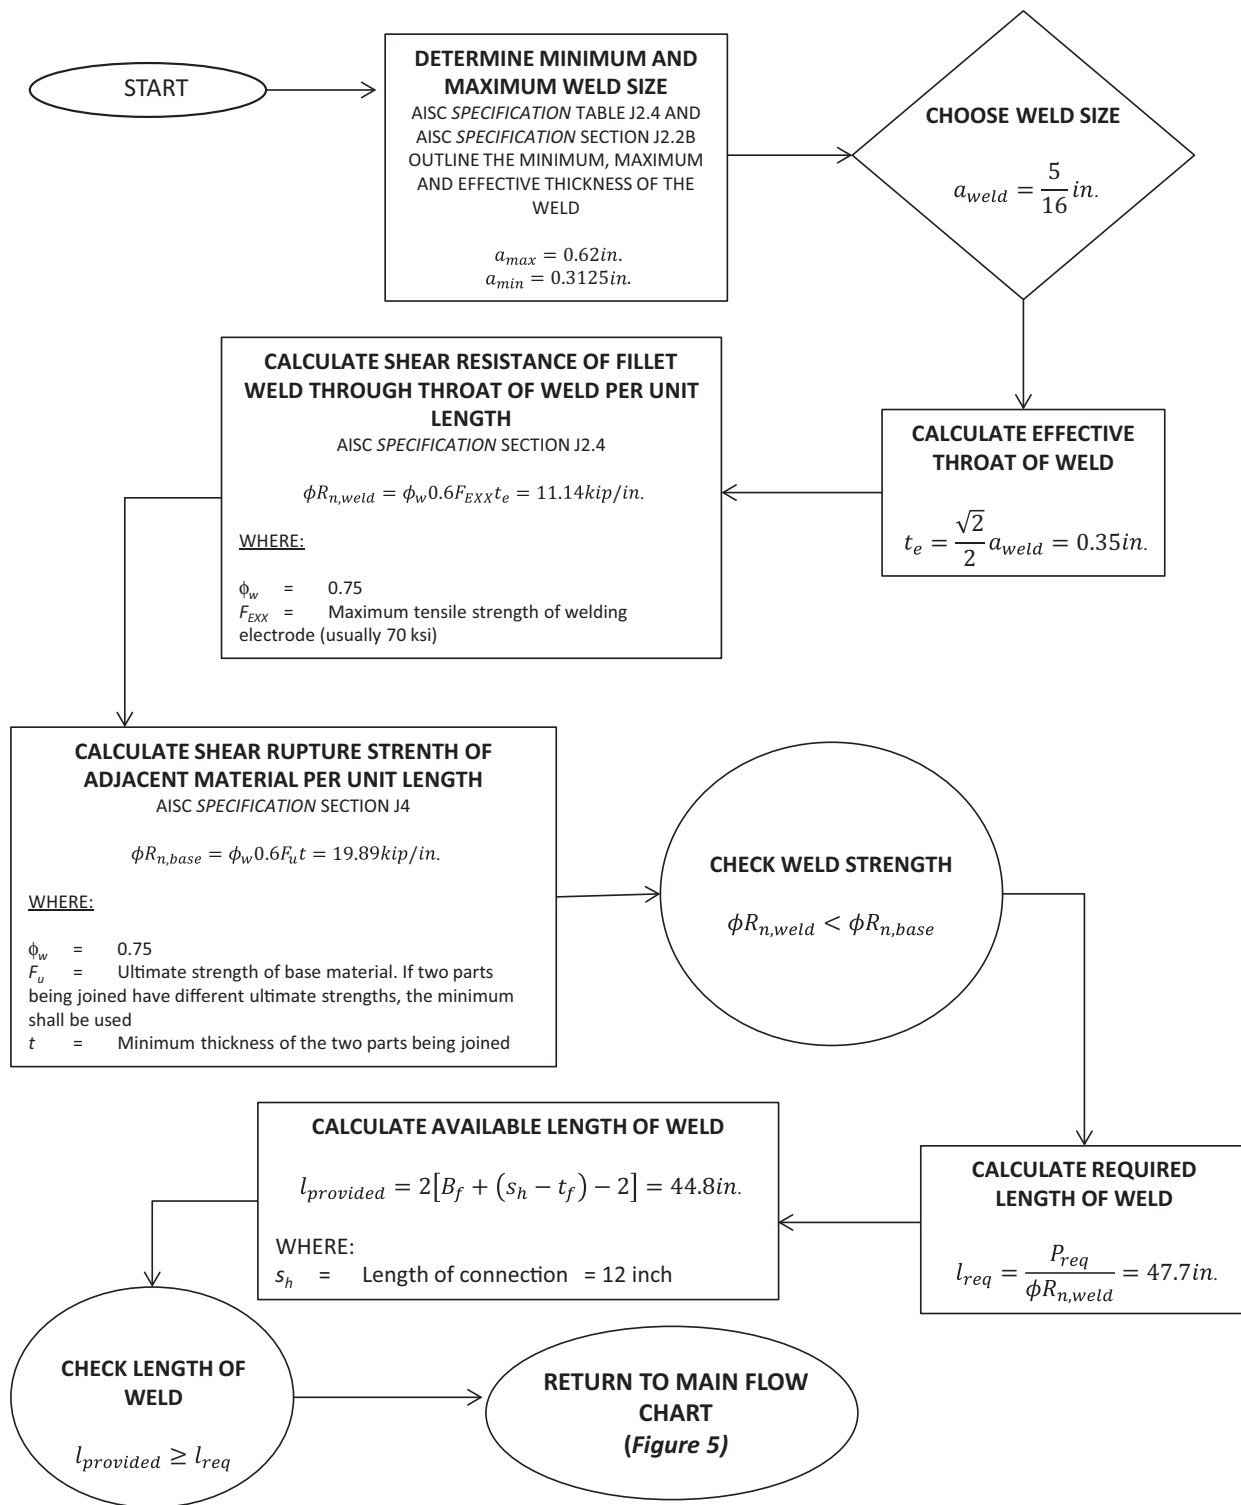 START
DETERMINE MINIMUM AND
MAXIMUM WELD SIZE
AISC SPECIFICATION TABLE J2.4 AND
AISC SPECIFICATION SECTION J2.2B
OUTLINE THE MINIMUM, MAXIMUM
AND EFFECTIVE THICKNESS OF THE
WELD
a_max = 0.62in.
a_min = 0.3125in.
CHOOSE WELD SIZE
a_weld = 5/16 in.
CALCULATE EFFECTIVE
THROAT OF WELD
t_e = √2/2 a_weld = 0.35in.
CALCULATE SHEAR RESISTANCE OF FILLET
WELD THROUGH THROAT OF WELD PER UNIT
LENGTH
AISC SPECIFICATION SECTION J2.4
ϕR_n,weld = ϕ_w0.6F_EXXt_e = 11.14kip/in.
WHERE:
ϕ_w = 0.75
F_EXX = Maximum tensile strength of welding
electrode (usually 70 ksi)
CALCULATE SHEAR RUPTURE STRENTH OF
ADJACENT MATERIAL PER UNIT LENGTH
AISC SPECIFICATION SECTION J4
ϕR_n,base = ϕ_w0.6F_ut = 19.89kip/in.
WHERE:
ϕ_w = 0.75
F_u = Ultimate strength of base material. If two parts
being joined have different ultimate strengths, the minimum
shall be used
t = Minimum thickness of the two parts being joined
CHECK WELD STRENGTH
ϕR_n,weld < ϕR_n,base
CALCULATE REQUIRED
LENGTH OF WELD
l_req = P_req/ϕR_n,weld = 47.7in.
CALCULATE AVAILABLE LENGTH OF WELD
l_provided = 2[B_f + (s_h − t_f) − 2] = 44.8in.
WHERE:
s_h = Length of connection = 12 inch
CHECK LENGTH OF
WELD
l_provided ≥ l_req
RETURN TO MAIN FLOW
CHART
(Figure 5)